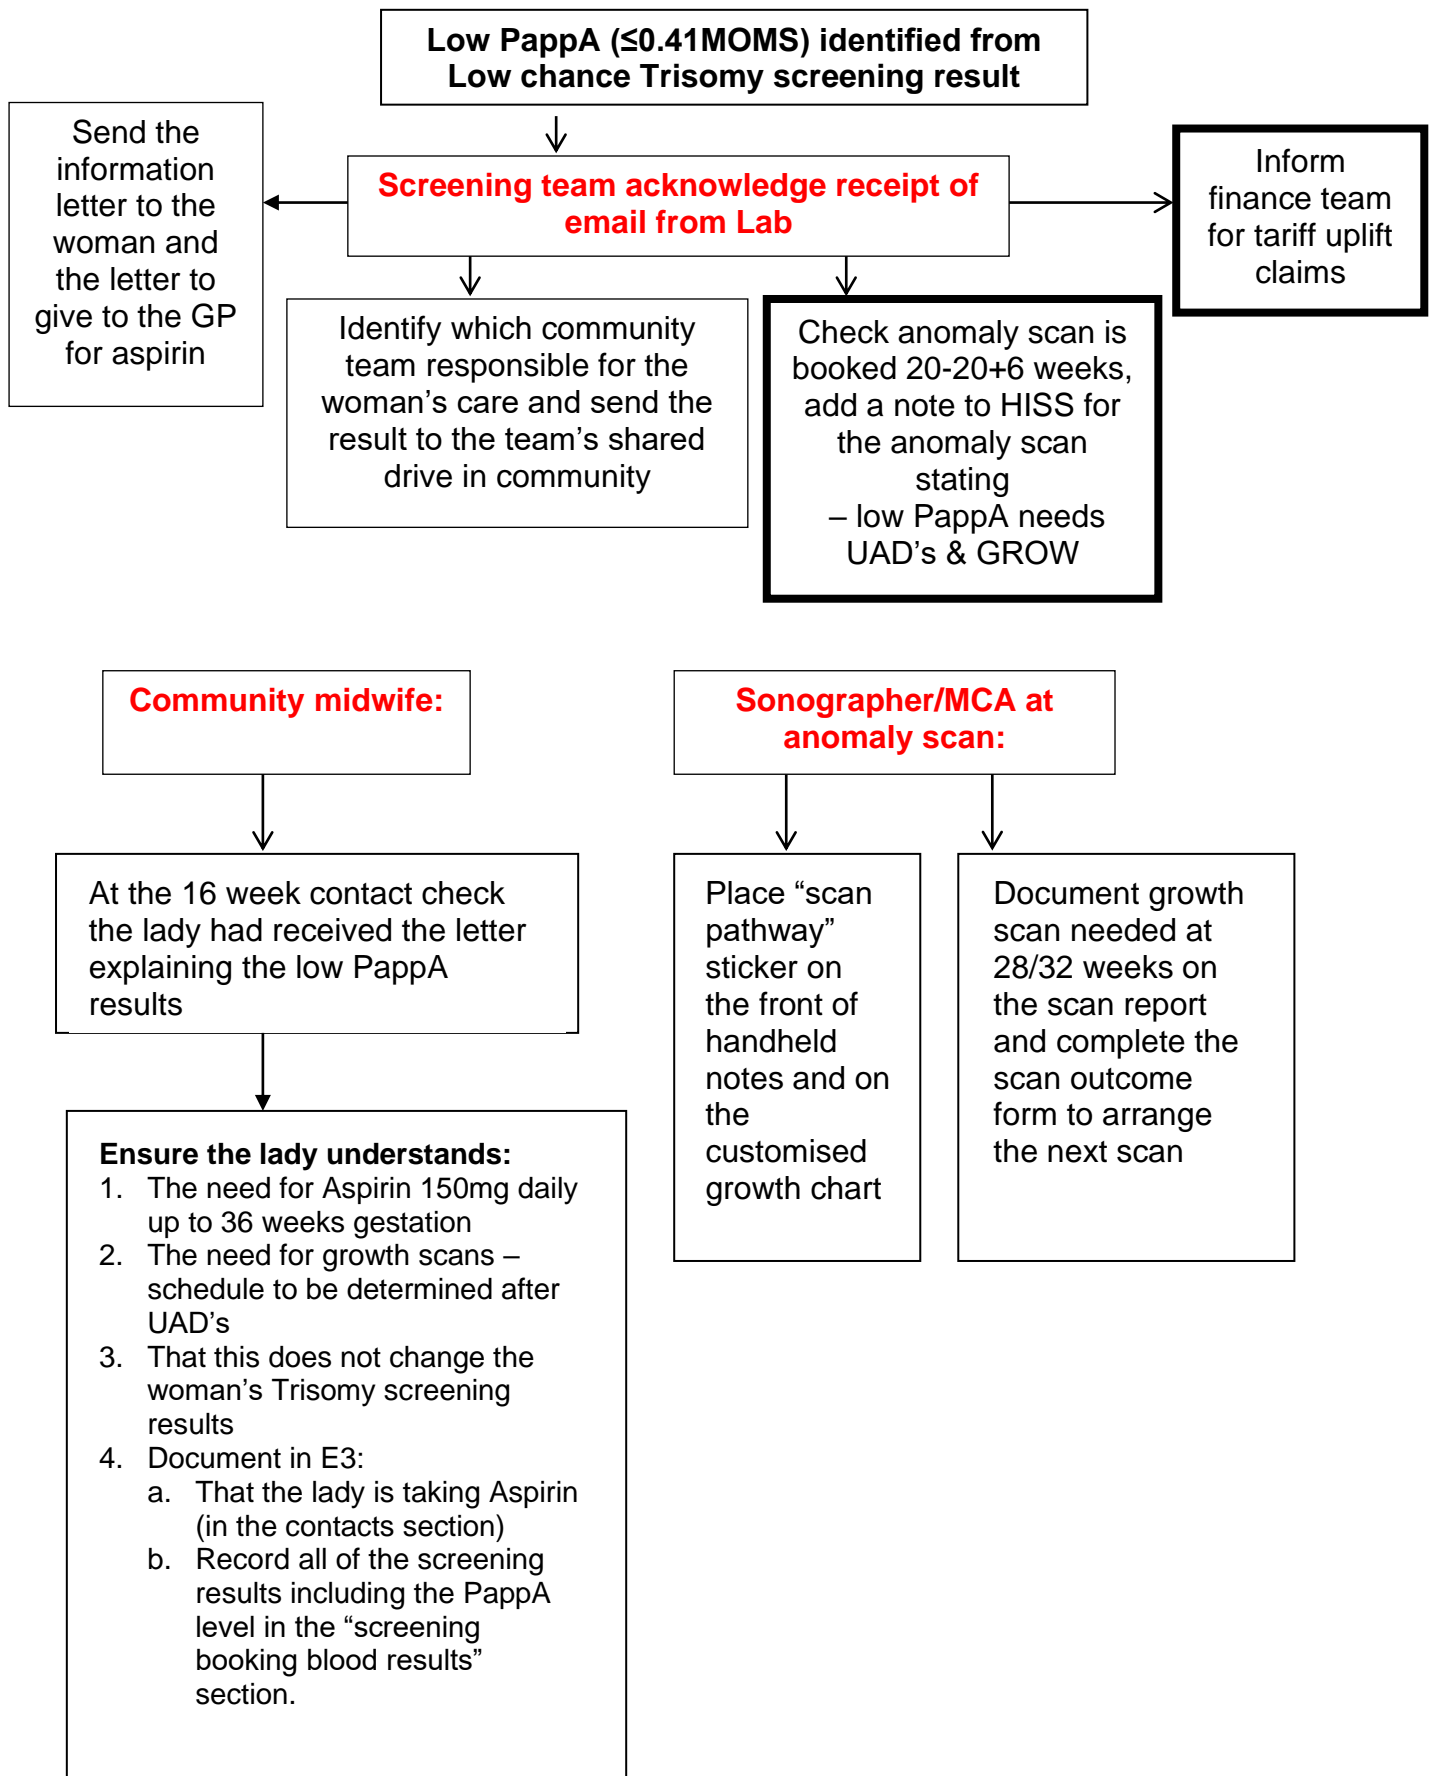 Low PappA (≤0.41MOMS) identified from
Low chance Trisomy screening result
Send the
information
letter to the
woman and
the letter to
give to the GP
for aspirin
Screening team acknowledge receipt of
email from Lab
Inform
finance team
for tariff uplift
claims
Identify which community
team responsible for the
woman’s care and send the
result to the team’s shared
drive in community
Check anomaly scan is
booked 20-20+6 weeks,
add a note to HISS for
the anomaly scan
stating
– low PappA needs
UAD’s & GROW
Community midwife:
At the 16 week contact check
the lady had received the letter
explaining the low PappA
results
Ensure the lady understands:
1. The need for Aspirin 150mg daily
up to 36 weeks gestation
2. The need for growth scans –
schedule to be determined after
UAD’s
3. That this does not change the
woman’s Trisomy screening
results
4. Document in E3:
a. That the lady is taking Aspirin
(in the contacts section)
b. Record all of the screening
results including the PappA
level in the “screening
booking blood results”
section.
Sonographer/MCA at
anomaly scan:
Place “scan
pathway”
sticker on
the front of
handheld
notes and on
the
customised
growth chart
Document growth
scan needed at
28/32 weeks on
the scan report
and complete the
scan outcome
form to arrange
the next scan